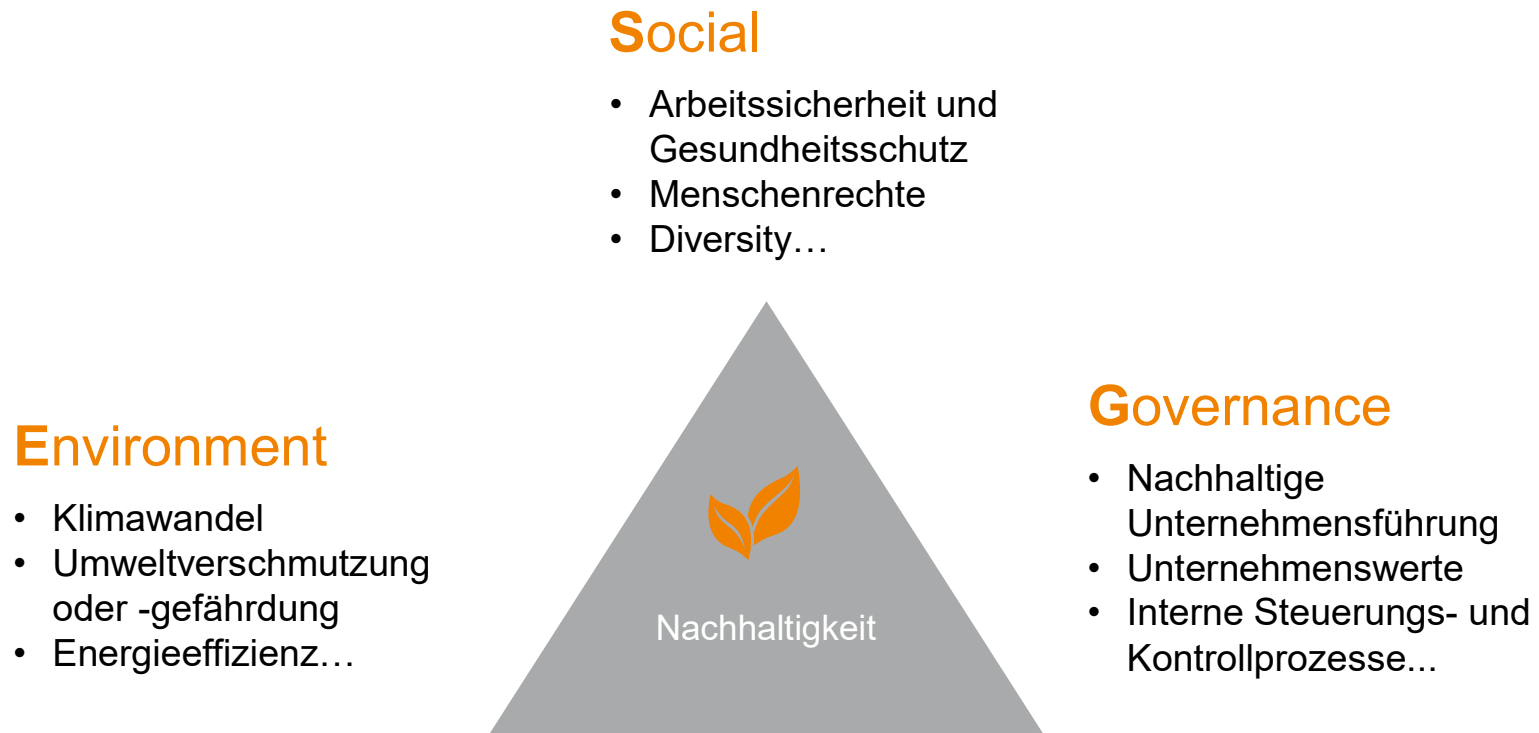 Social
• Arbeitssicherheit und
Gesundheitsschutz
• Menschenrechte
• Diversity…
Environment
• Klimawandel
• Umweltverschmutzung
oder -gefährdung
• Energieeffizienz…
Nachhaltigkeit
Governance
• Nachhaltige
Unternehmensführung
• Unternehmenswerte
• Interne Steuerungs- und
Kontrollprozesse...